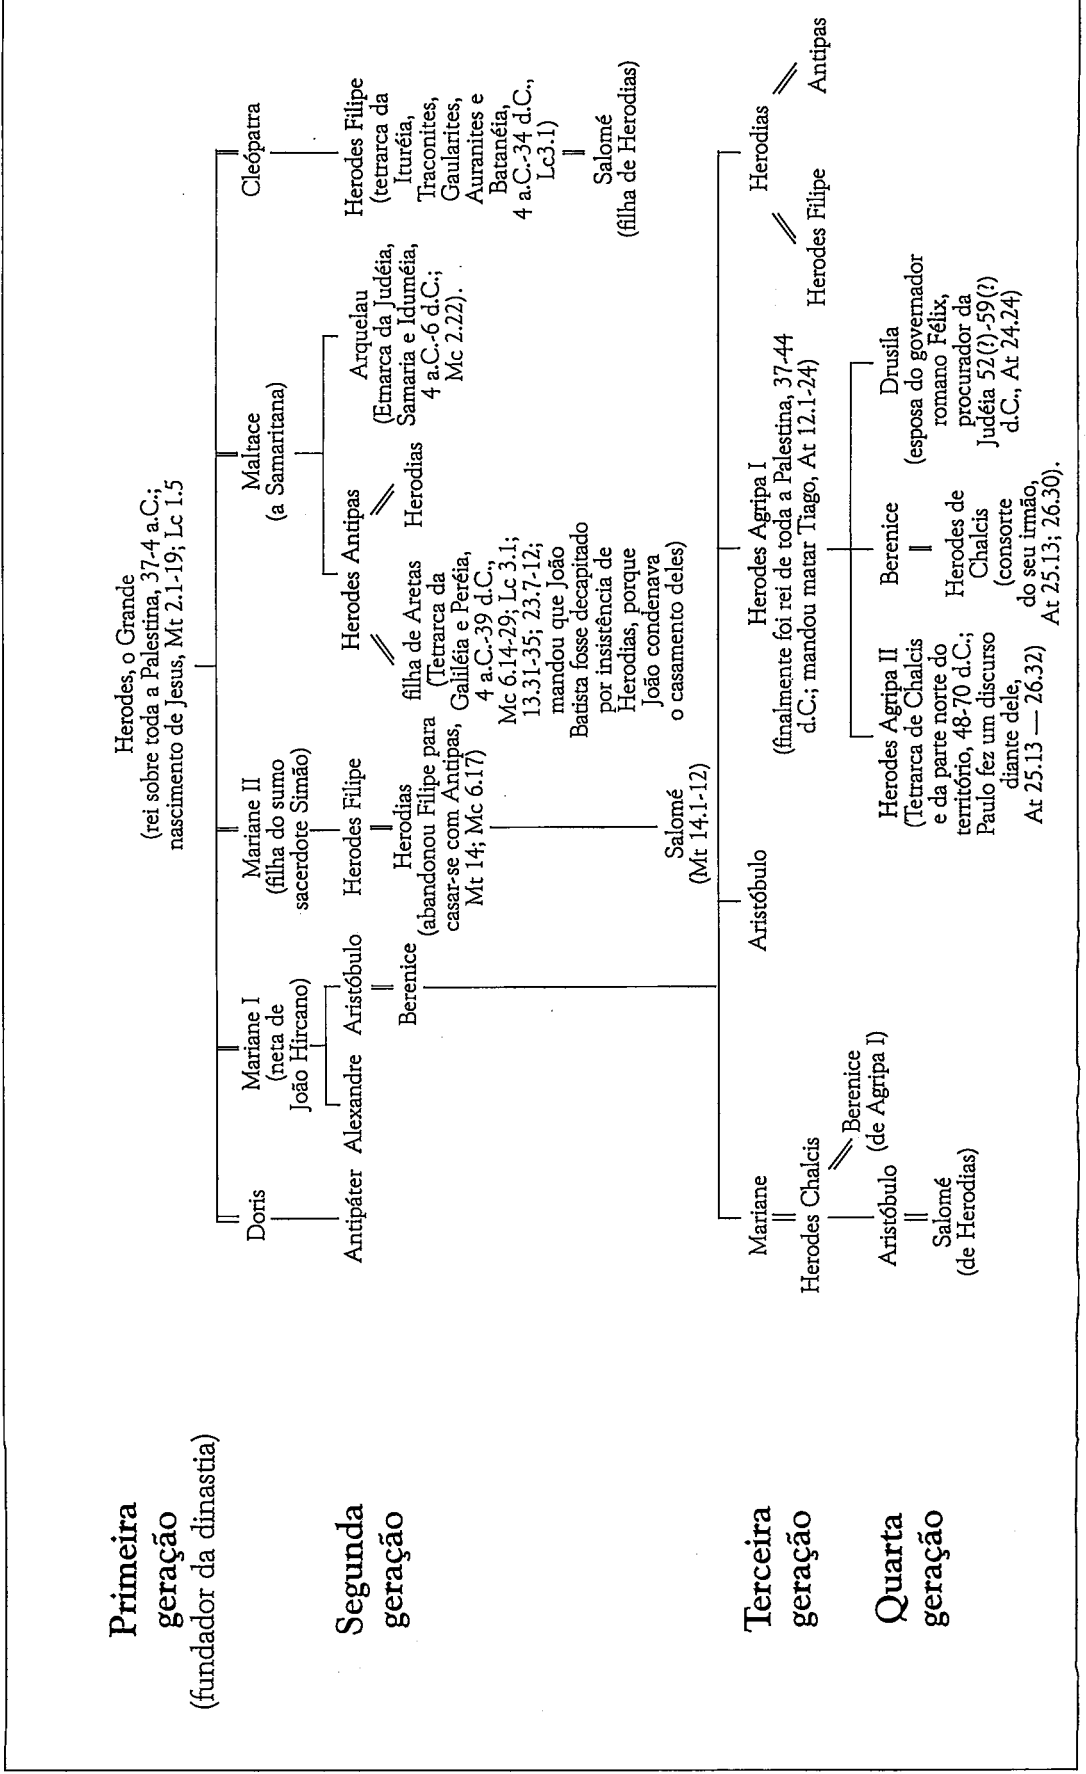 Primeira
geração
(fundador da dinastia)
Herodes, o Grande
(rei sobre toda a Palestina, 37-4 a.C.;
nascimento de Jesus, Mt 2.1-19; Lc 1.5
Doris
Mariane I
(neta de
João Hircano)
Mariane II
(filha do sumo
sacerdote Simão)
Maltace
(a Samaritana)
Cleópatra
Segunda
geração
Antipáter
Alexandre
Aristóbulo
Berenice
Herodes Filipe
Herodias
(abandonou Filipe para
casar-se com Antipas,
Mt 14; Mc 6.17)
Salomé
(Mt 14.1-12)
Herodes Antipas
filha de Aretas
(Tetrarca da
Galiléia e Peréia,
4 a.C.-39 d.C.,
Mc 6.14-29; Lc 3.1;
13.31-35; 23.7-12;
mandou que João
Batista fosse decapitado
por insistência de
Herodias, porque
João condenava
o casamento deles)
Herodias
Arquelau
(Etnarca da Judéia,
Samaria e Iduméia,
4 a.C.-6 d.C.;
Mc 2.22).
Herodes Filipe
(tetrarca da
Ituréia,
Traconites,
Gaularites,
Auranites e
Batanéia,
4 a.C.-34 d.C.,
Lc3.1)
Salomé
(filha de Herodias)
Terceira
geração
Mariane
Herodes Chalcis
Berenice
(de Agripa I)
Aristóbulo
Herodes Agripa I
(finalmente foi rei de toda a Palestina, 37-44
d.C.; mandou matar Tiago, At 12.1-24)
Herodias
Herodes Filipe
Antipas
Quarta
geração
Aristóbulo
Salomé
(de Herodias)
Herodes Agripa II
(Tetrarca de Chalcis
e da parte norte do
território, 48-70 d.C.;
Paulo fez um discurso
diante dele,
At 25.13 — 26.32)
Berenice
Herodes de
Chalcis
(consorte
do seu irmão,
At 25.13; 26.30).
Drusila
(esposa do governador
romano Félix,
procurador da
Judéia 52(?)-59(?)
d.C., At 24.24)